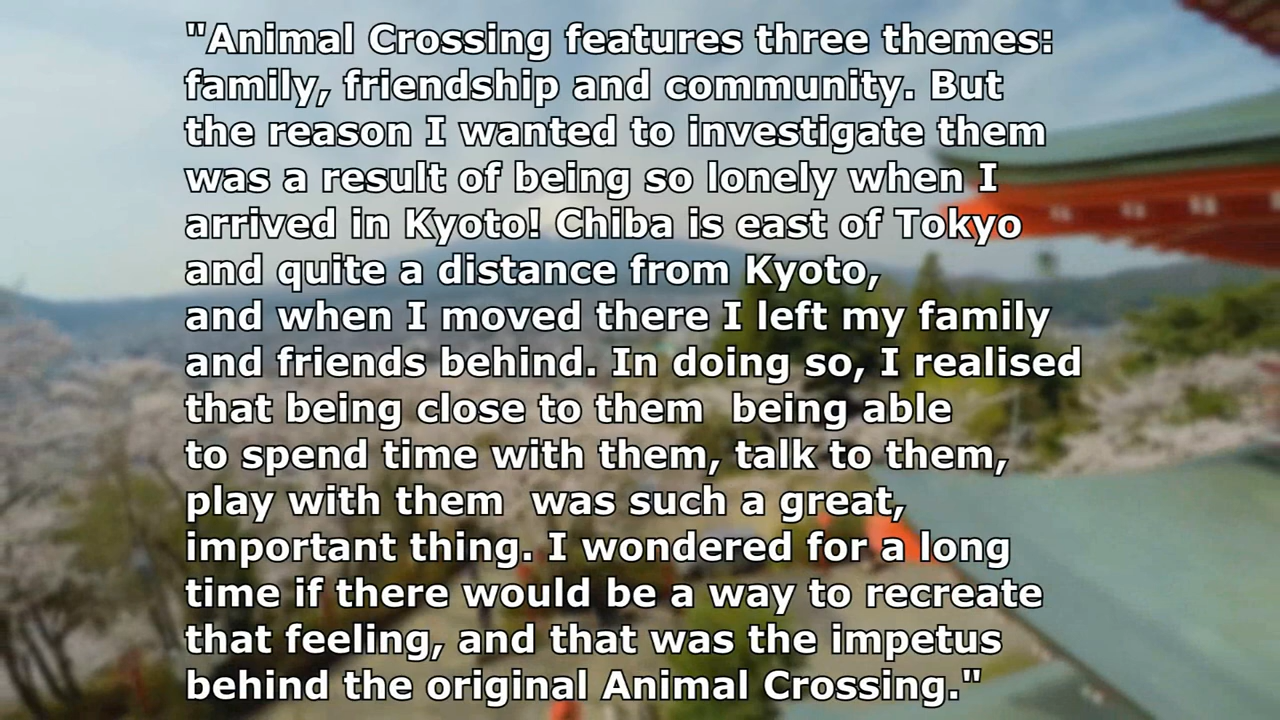 "Animal Crossing features three themes:
family, friendship and community. But
the reason I wanted to investigate them
was a result of being so lonely when I
arrived in Kyoto! Chiba is east of Tokyo
and quite a distance from Kyoto,
and when I moved there I left my family
and friends behind. In doing so, I realised
that being close to them  being able
to spend time with them, talk to them,
play with them  was such a great,
important thing. I wondered for a long
time if there would be a way to recreate
that feeling, and that was the impetus
behind the original Animal Crossing."